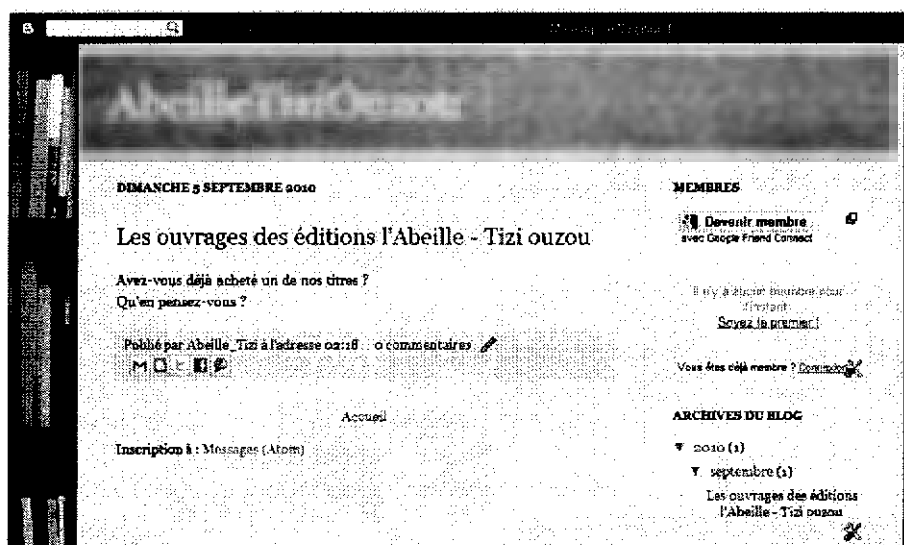 AbeilleTiziOuzou
DIMANCHE 5 SEPTEMBRE 2010
Les ouvrages des éditions l'Abeille - Tizi ouzou
Avez-vous déjà acheté un de nos titres ?
Qu'en pensez-vous ?
Publié par Abeille_Tizi à l'adresse 02:18 0 commentaires
Accueil
Inscription à : Messages (Atom)
MEMBRES
Devenir membre
avec Google Friend Connect
Il n'y a aucun membre pour
l'instant.
Soyez le premier !
Vous êtes déjà membre ? Connexion
ARCHIVES DU BLOG
▼ 2010 (1)
▼ septembre (1)
Les ouvrages des éditions
l'Abeille - Tizi ouzou